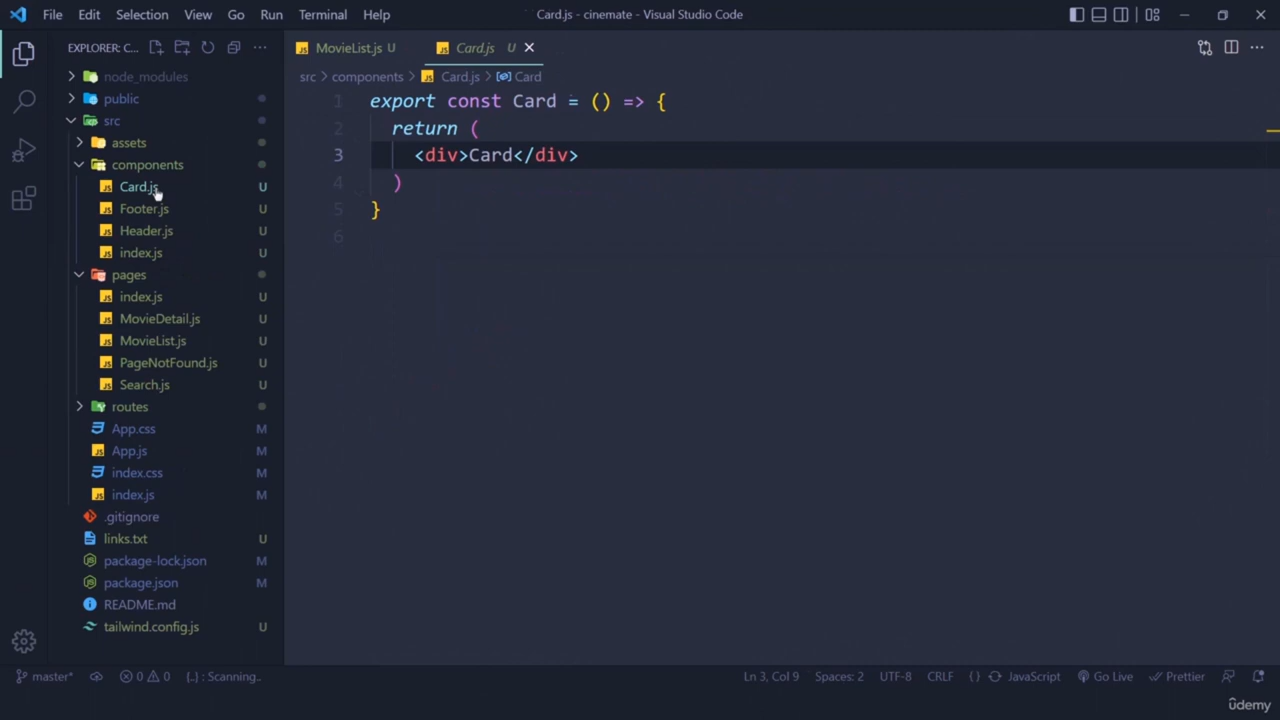 File Edit Selection View Go Run Terminal Help Card.js - cinemate - Visual Studio Code
EXPLORER: C...
MovieList.js U
Card.js U
src > components > Card.js > Card
node_modules
public
src
assets
components
Card.js U
Footer.js U
Header.js U
index.js U
pages
index.js U
MovieDetail.js U
MovieList.js U
PageNotFound.js U
Search.js U
routes
App.css M
App.js M
index.css M
index.js M
.gitignore
links.txt U
package-lock.json M
package.json M
README.md
tailwind.config.js U
1 export const Card = () => {
2 return (
3 <div>Card</div>
4 )
5 }
6
master* 0 0 {..} : Scanning.. Ln 3, Col 9 Spaces: 2 UTF-8 CRLF {} JavaScript Go Live Prettier
ûdemy